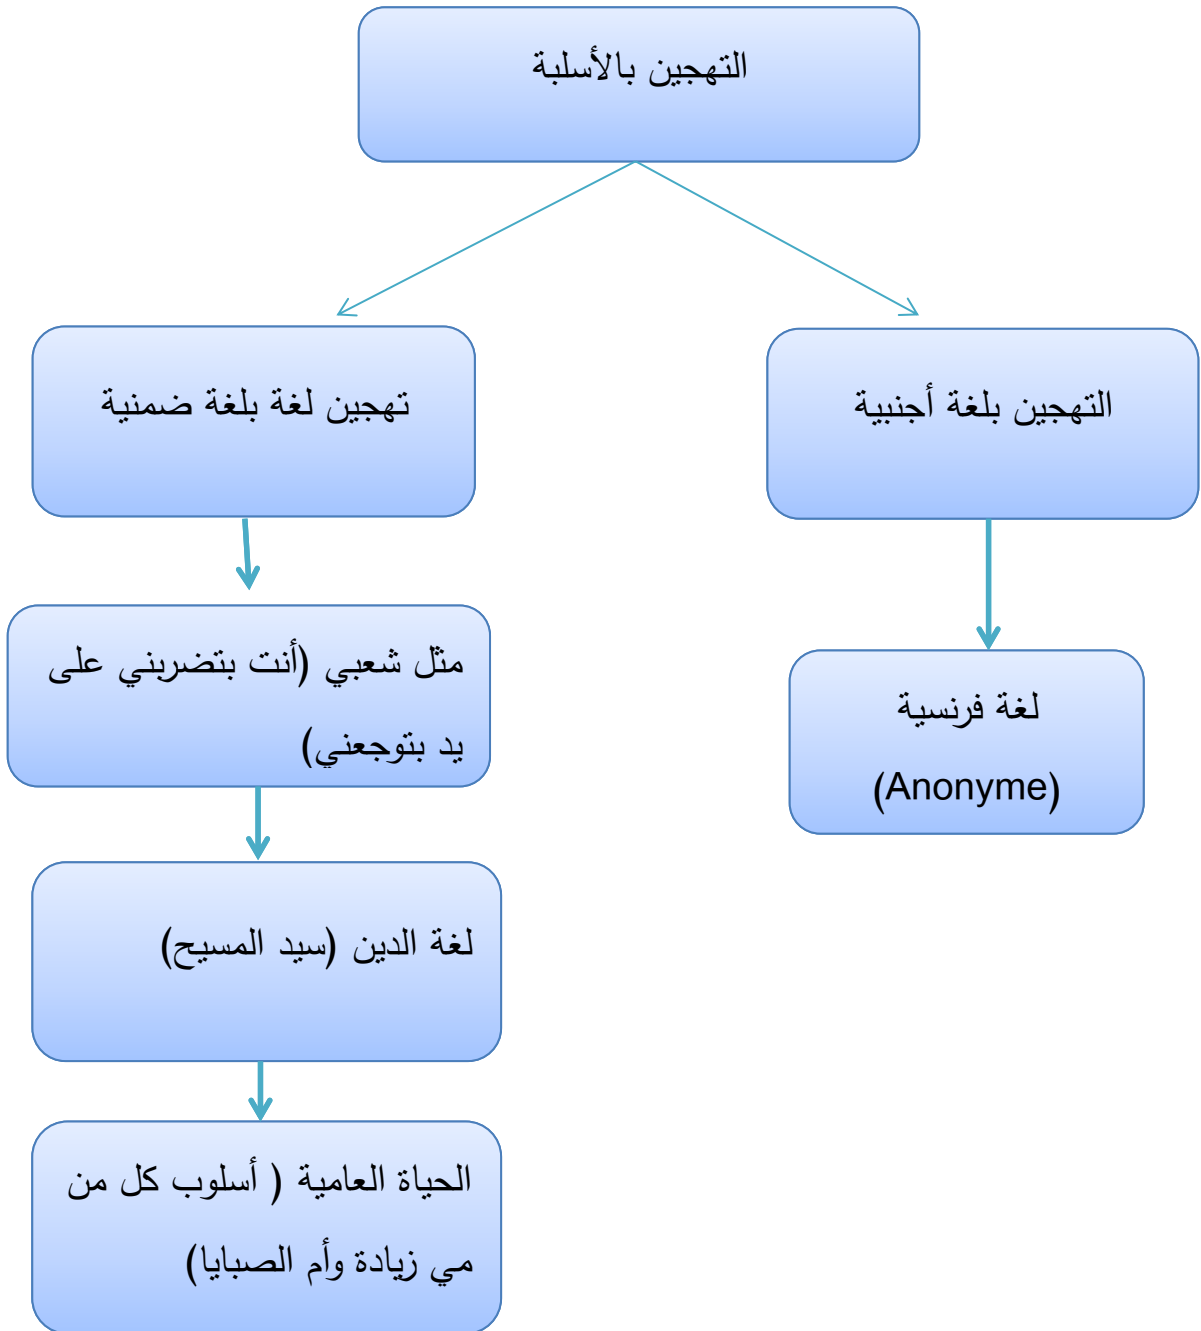 التهجين بالأسلبة
التهجين بلغة أجنبية
تهجين لغة بلغة ضمنية
لغة فرنسية
(Anonyme)
مثل شعبي (أنت بتضربني على
يد بتوجعني)
لغة الدين (سيد المسيح)
الحياة العامية ( أسلوب كل من
مي زيادة وأم الصبايا)